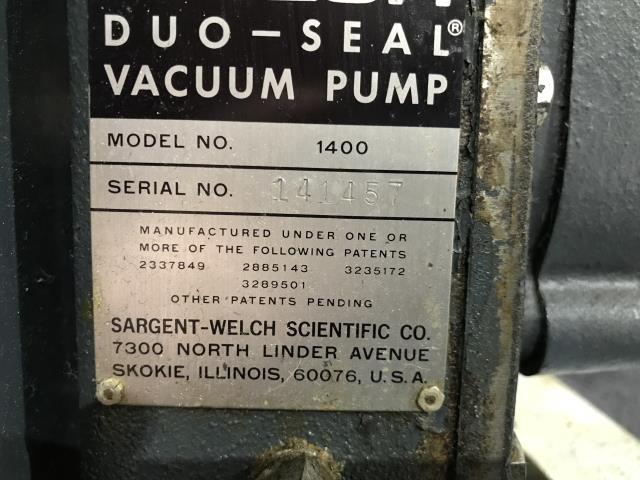 DUO-SEAL®
VACUUM PUMP
MODEL NO. 1400
SERIAL NO. 141457
MANUFACTURED UNDER ONE OR
MORE OF THE FOLLOWING PATENTS
2337849 2885143 3235172
3289501
OTHER PATENTS PENDING
SARGENT-WELCH SCIENTIFIC CO.
7300 NORTH LINDER AVENUE
SKOKIE, ILLINOIS, 60076, U.S.A.